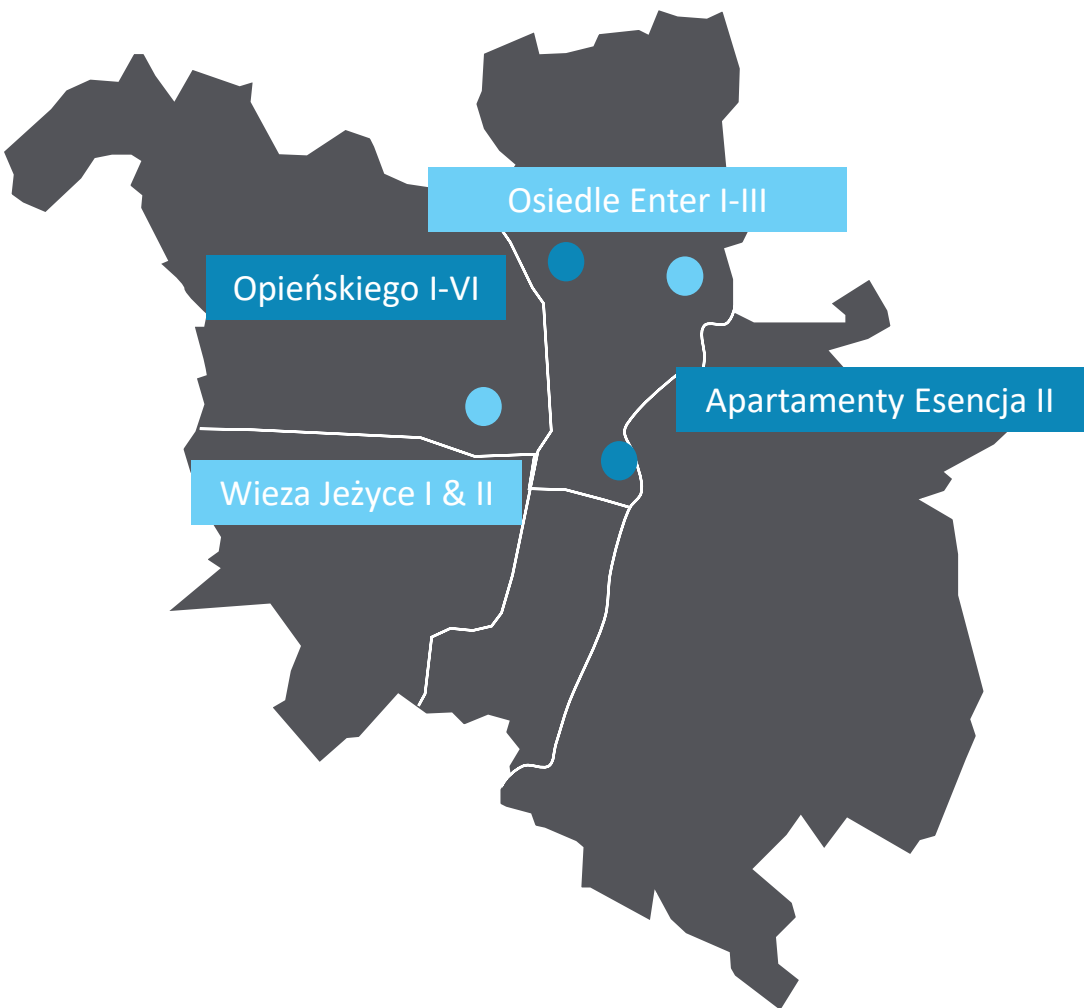 Osiedle Enter I-III
Opieńskiego I-VI
Apartamenty Esencja II
Wieza Jeżyce I & II